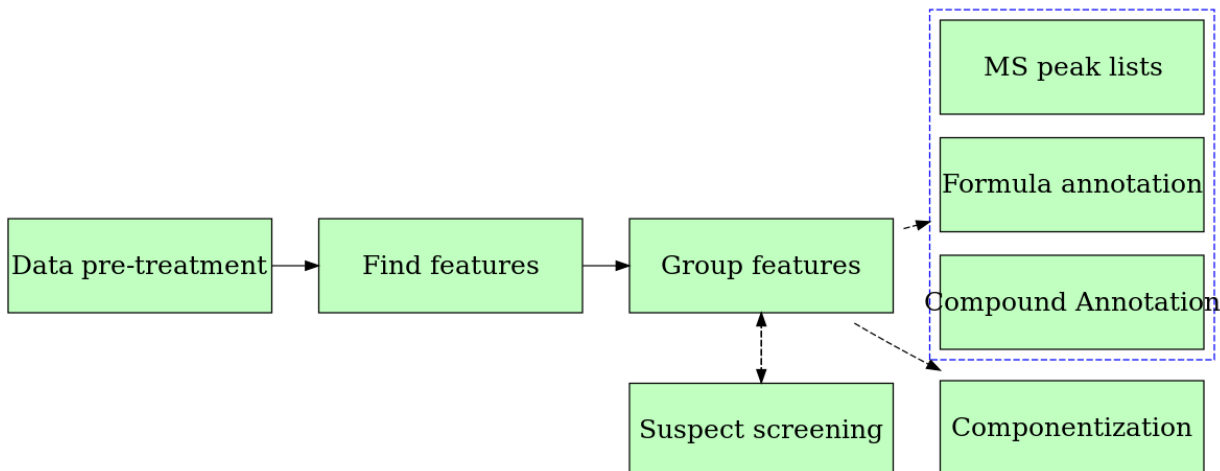 MS peak lists
Formula annotation
Data pre-treatment
Find features
Group features
Compound Annotation
Suspect screening
Componentization